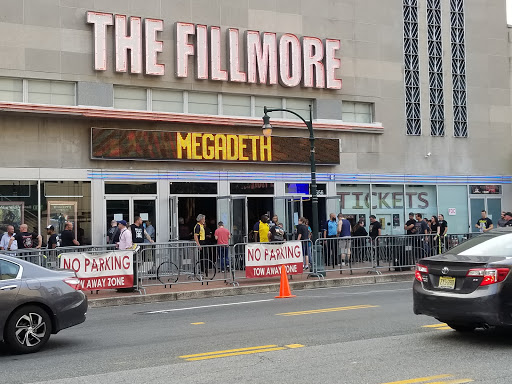 THE FILLMORE
MEGADETH
TICKETS
NO PARKING
TOW AWAY ZONE
NO PARKING
TOW AWAY ZONE